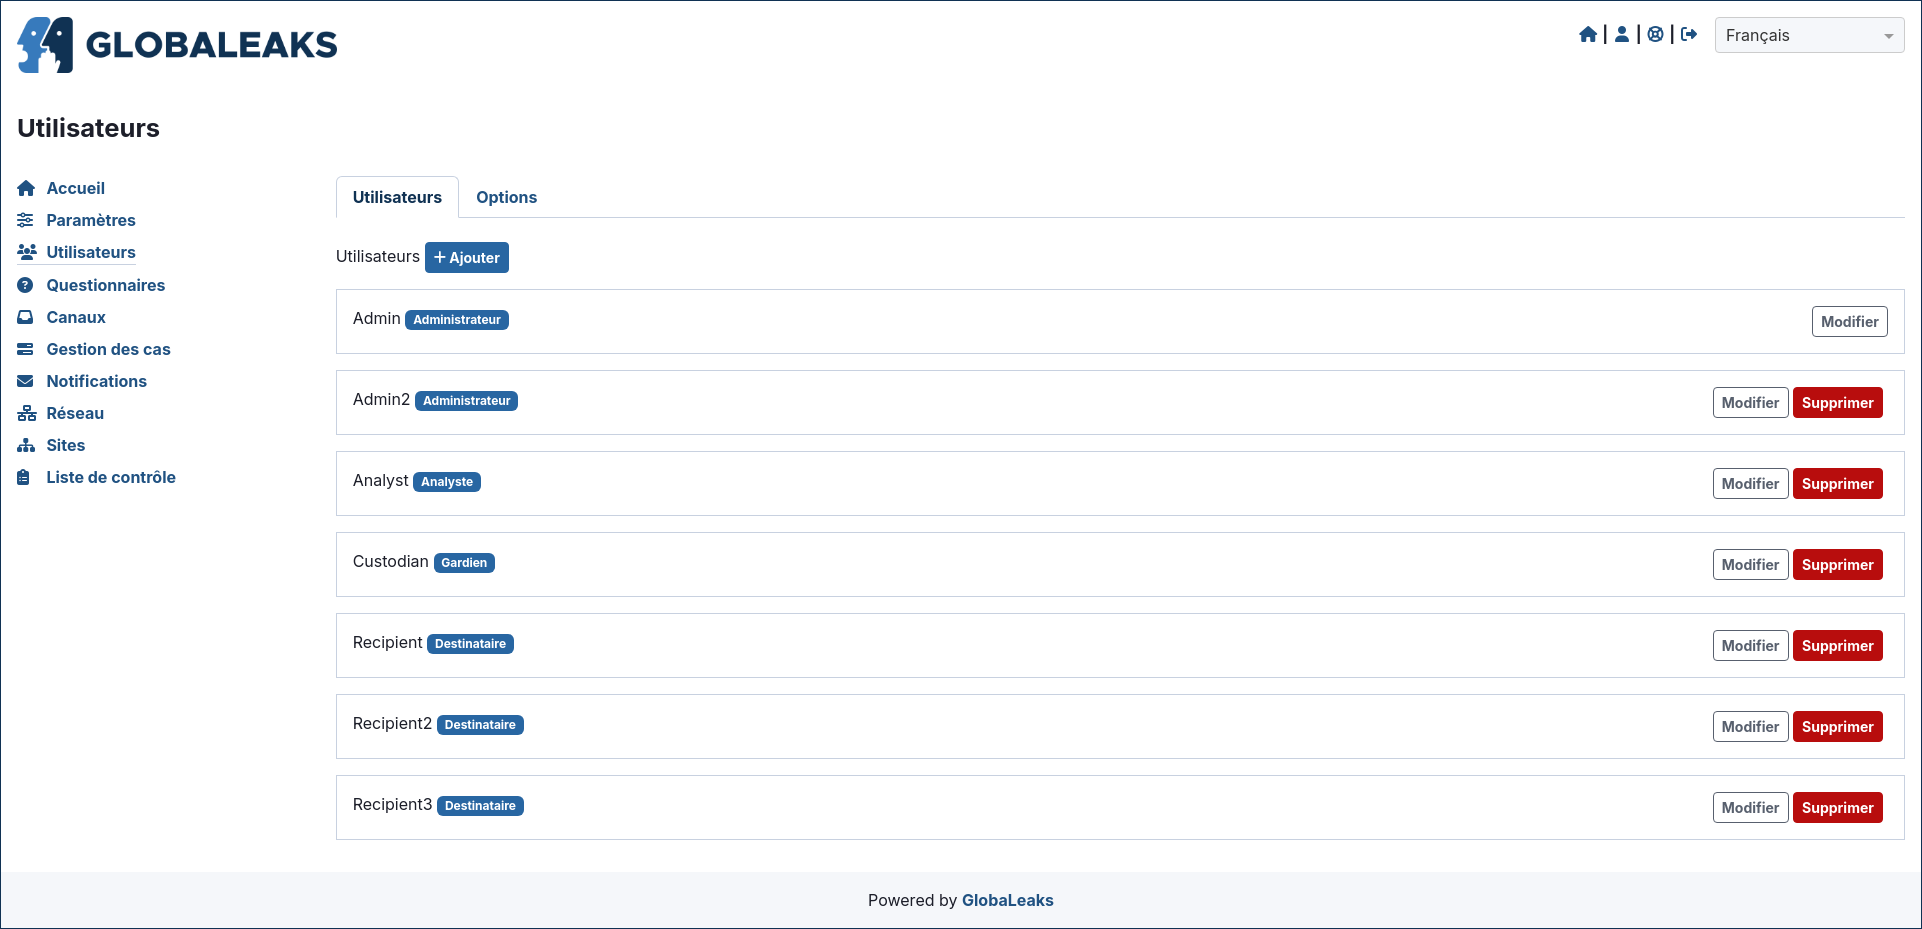 GLOBALEAKS
Français
Utilisateurs
Accueil
Paramètres
Utilisateurs
Questionnaires
Canaux
Gestion des cas
Notifications
Réseau
Sites
Liste de contrôle
Utilisateurs Options
Utilisateurs + Ajouter
Admin Administrateur Modifier
Admin2 Administrateur Modifier Supprimer
Analyst Analyste Modifier Supprimer
Custodian Gardien Modifier Supprimer
Recipient Destinataire Modifier Supprimer
Recipient2 Destinataire Modifier Supprimer
Recipient3 Destinataire Modifier Supprimer
Powered by GlobaLeaks